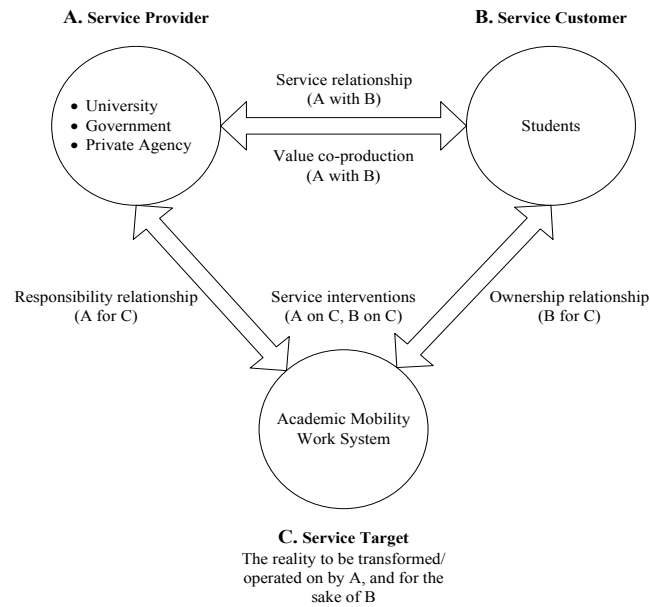 A. Service Provider
B. Service Customer
• University
• Government
• Private Agency
Service relationship
(A with B)
Value co-production
(A with B)
Students
Responsibility relationship
(A for C)
Service interventions
(A on C, B on C)
Ownership relationship
(B for C)
Academic Mobility
Work System
C. Service Target
The reality to be transformed/
operated on by A, and for the
sake of B